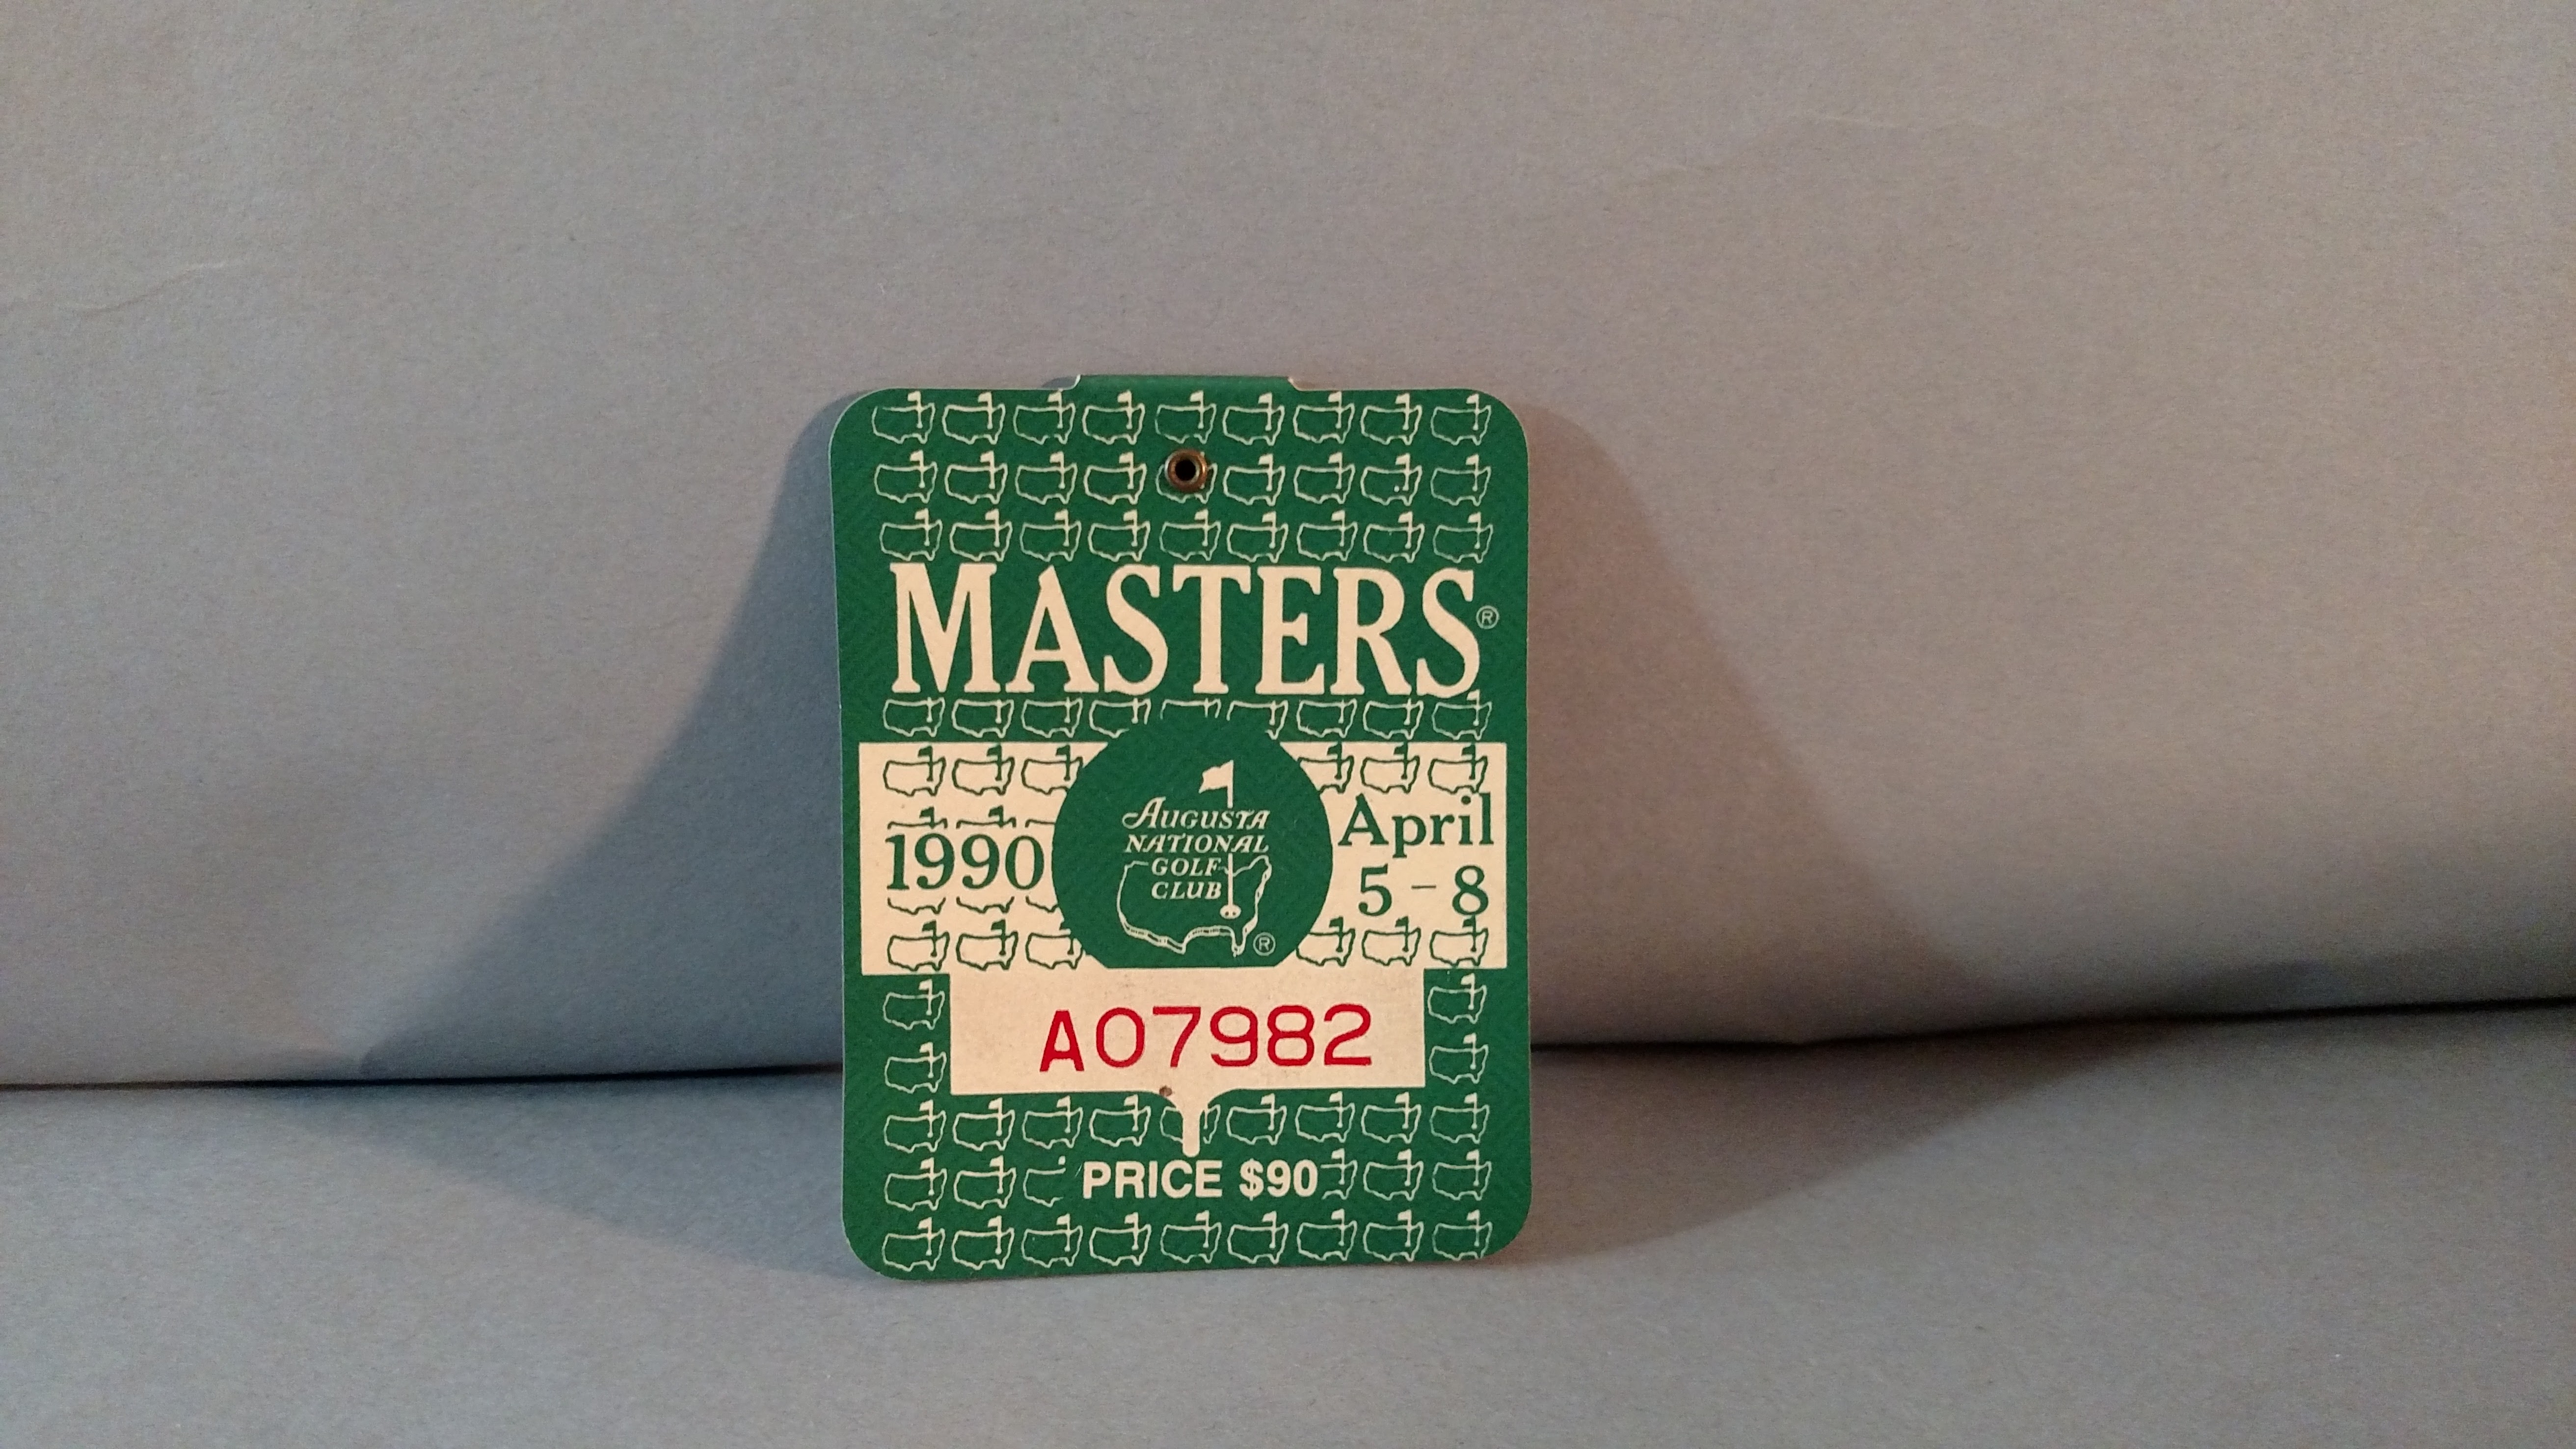 MASTERS®
1990
AUGUSTA
NATIONAL
GOLF
CLUB
®
April
5 - 8
A07982
PRICE $90